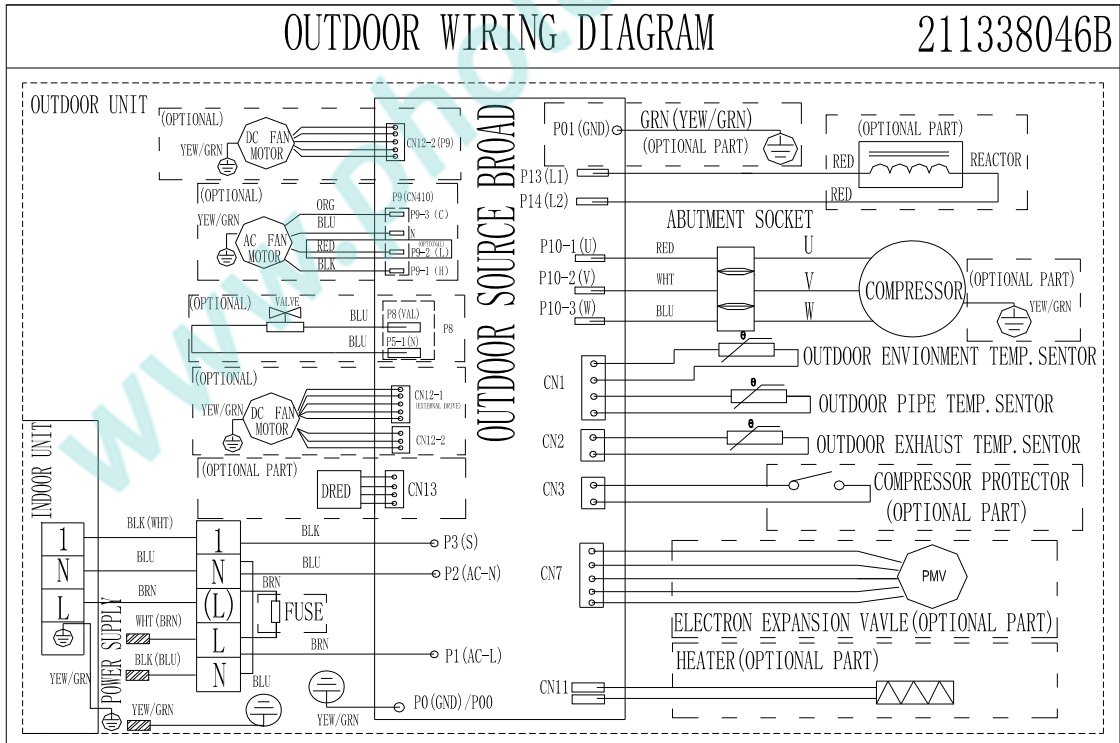 OUTDOOR WIRING DIAGRAM
211338046B
OUTDOOR UNIT
(OPTIONAL)
DC FAN
MOTOR
YEW/GRN
CN12-2(P9)
(OPTIONAL)
YEW/GRN
AC FAN
MOTOR
ORG
BLU
RED
BLK
P9(CN410)
P9-3 (C)
N
(OPTIONAL)
P9-2 (L)
P9-1 (H)
(OPTIONAL)
VALVE
BLU
BLU
P8(VAL)
P5-1(N)
P8
(OPTIONAL)
YEW/GRN
DC FAN
MOTOR
CN12-1
(EXTERNAL DRIVE)
CN12-2
(OPTIONAL PART)
DRED
CN13
OUTDOOR SOURCE BROAD
P01(GND)
GRN(YEW/GRN)
(OPTIONAL PART)
P13(L1)
P14(L2)
(OPTIONAL PART)
RED
REACTOR
RED
ABUTMENT SOCKET
P10-1(U)
RED
U
P10-2(V)
WHT
V
P10-3(W)
BLU
W
COMPRESSOR
(OPTIONAL PART)
YEW/GRN
CN1
θ
OUTDOOR ENVIONMENT TEMP.SENTOR
θ
OUTDOOR PIPE TEMP.SENTOR
CN2
θ
OUTDOOR EXHAUST TEMP.SENTOR
CN3
COMPRESSOR PROTECTOR
(OPTIONAL PART)
CN7
PMV
ELECTRON EXPANSION VAVLE(OPTIONAL PART)
HEATER(OPTIONAL PART)
CN11
INDOOR UNIT
1
N
L
BLK(WHT)
BLU
BRN
WHT(BRN)
BLK(BLU)
YEW/GRN
YEW/GRN
POWER SUPPLY
1
N
(L)
L
N
BLK
P3(S)
BLU
P2(AC-N)
BRN
FUSE
BRN
P1(AC-L)
BLU
YEW/GRN
P0(GND)/P00
www.pho